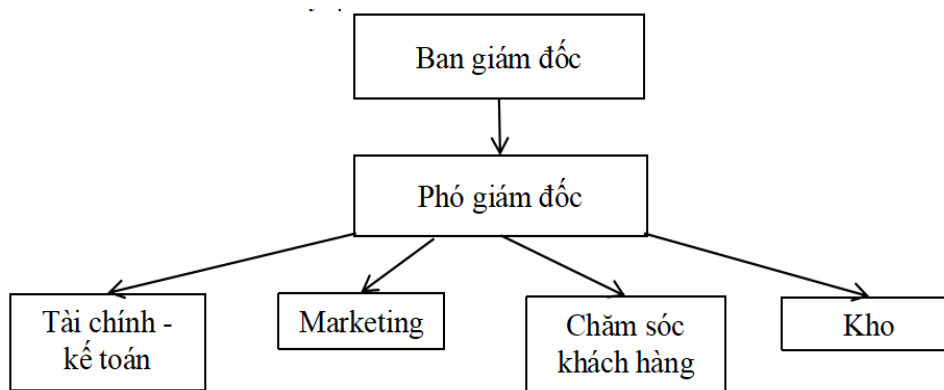 Ban giám đốc
Phó giám đốc
Tài chính -
kế toán
Marketing
Chăm sóc
khách hàng
Kho